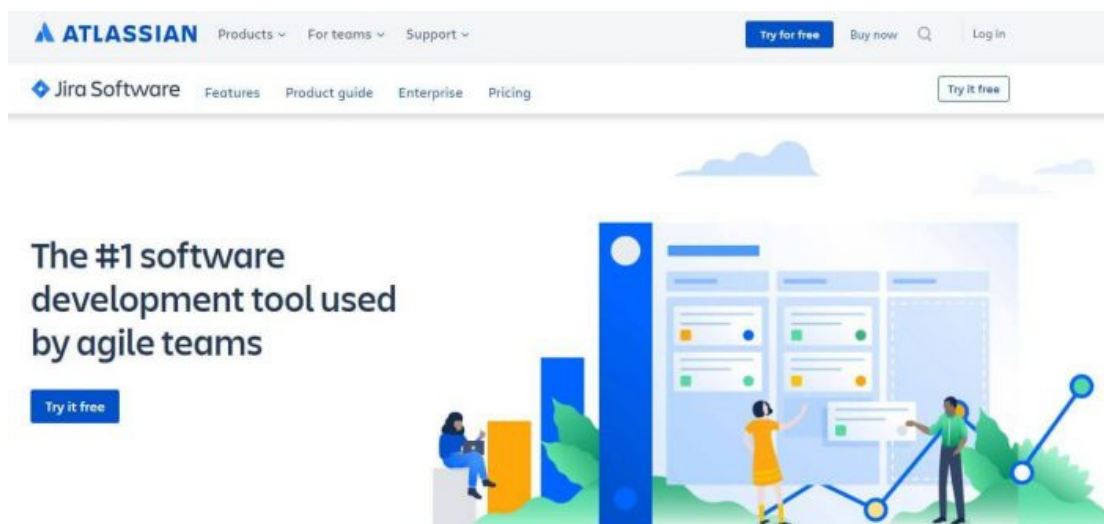 ATLASSIAN Products For teams Support Try for free Buy now Log in
Jira Software Features Product guide Enterprise Pricing Try it free
The #1 software
development tool used
by agile teams
Try it free